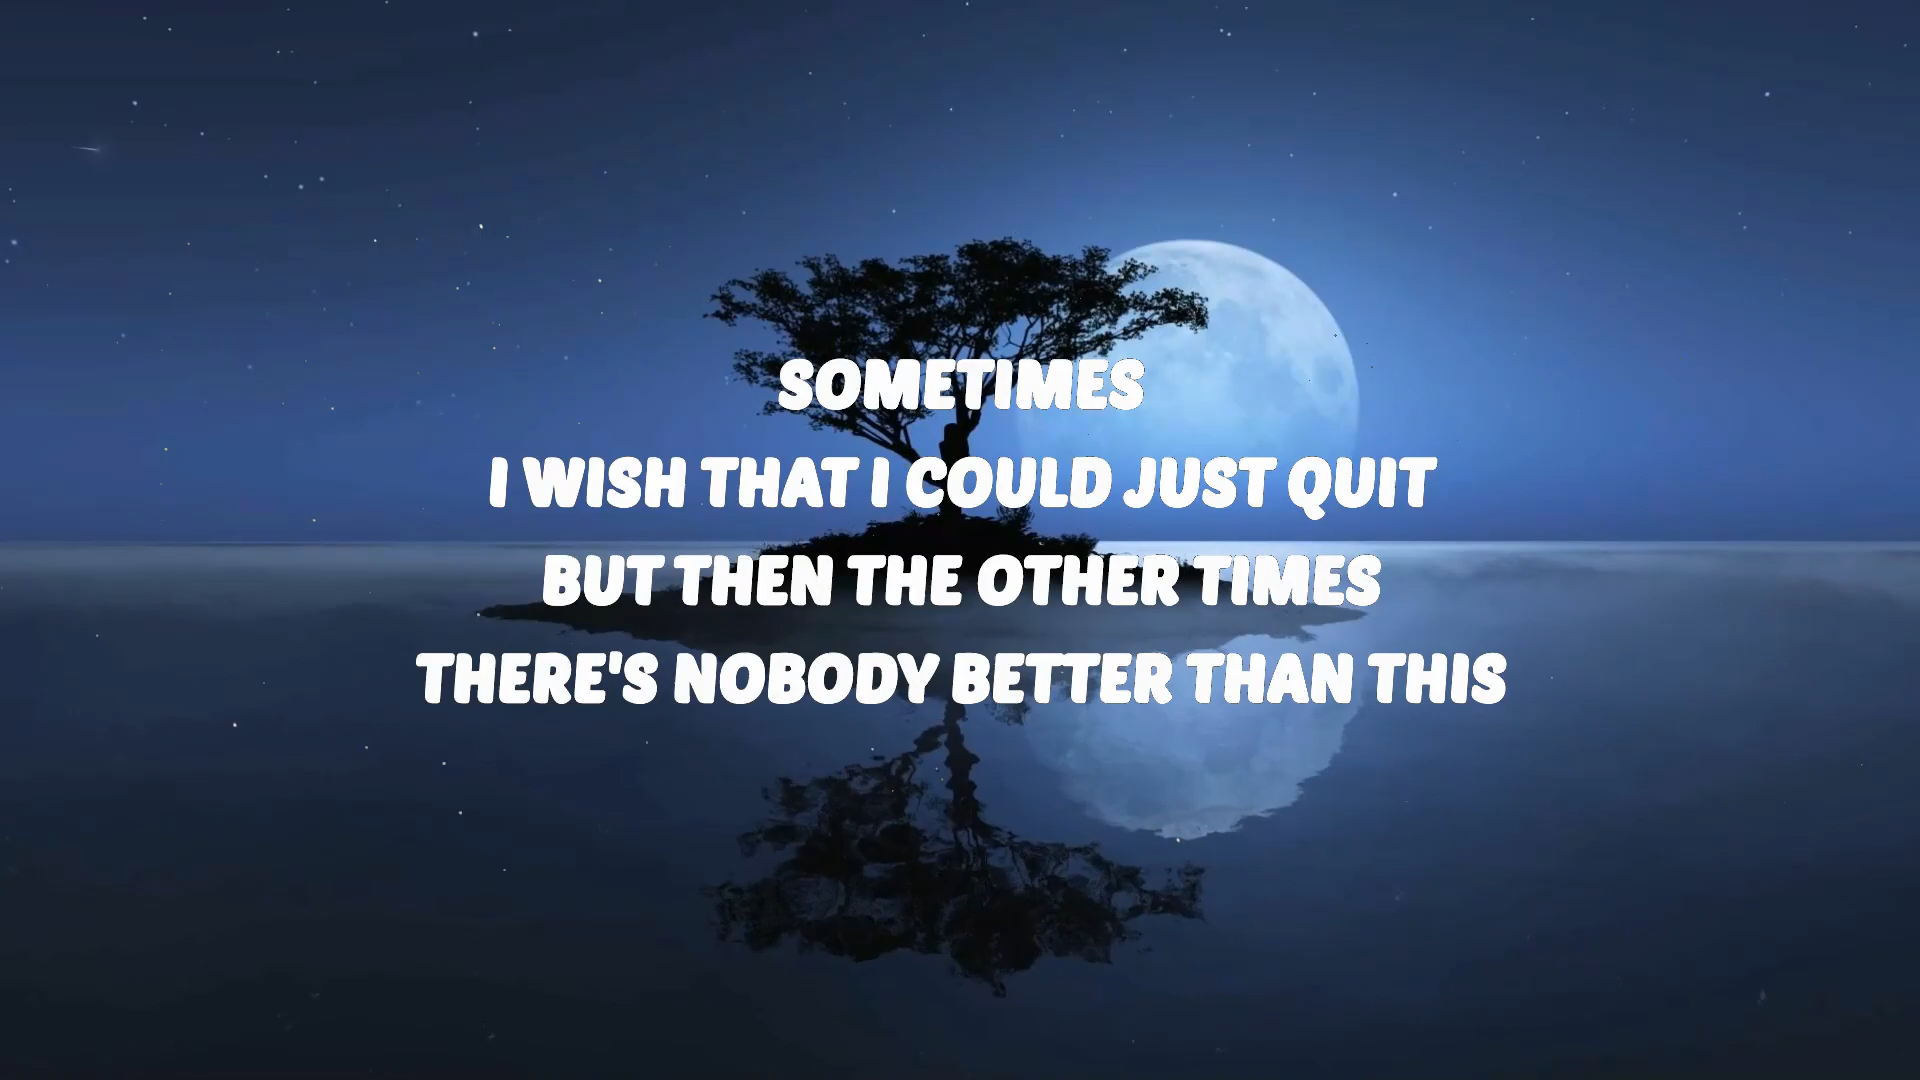 SOMETIMES
I WISH THAT I COULD JUST QUIT
BUT THEN THE OTHER TIMES
THERE'S NOBODY BETTER THAN THIS